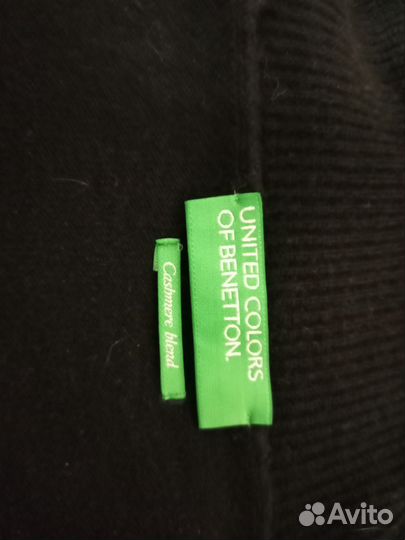 UNITED COLORS
OF BENETTON.
Cashmere blend
Avito